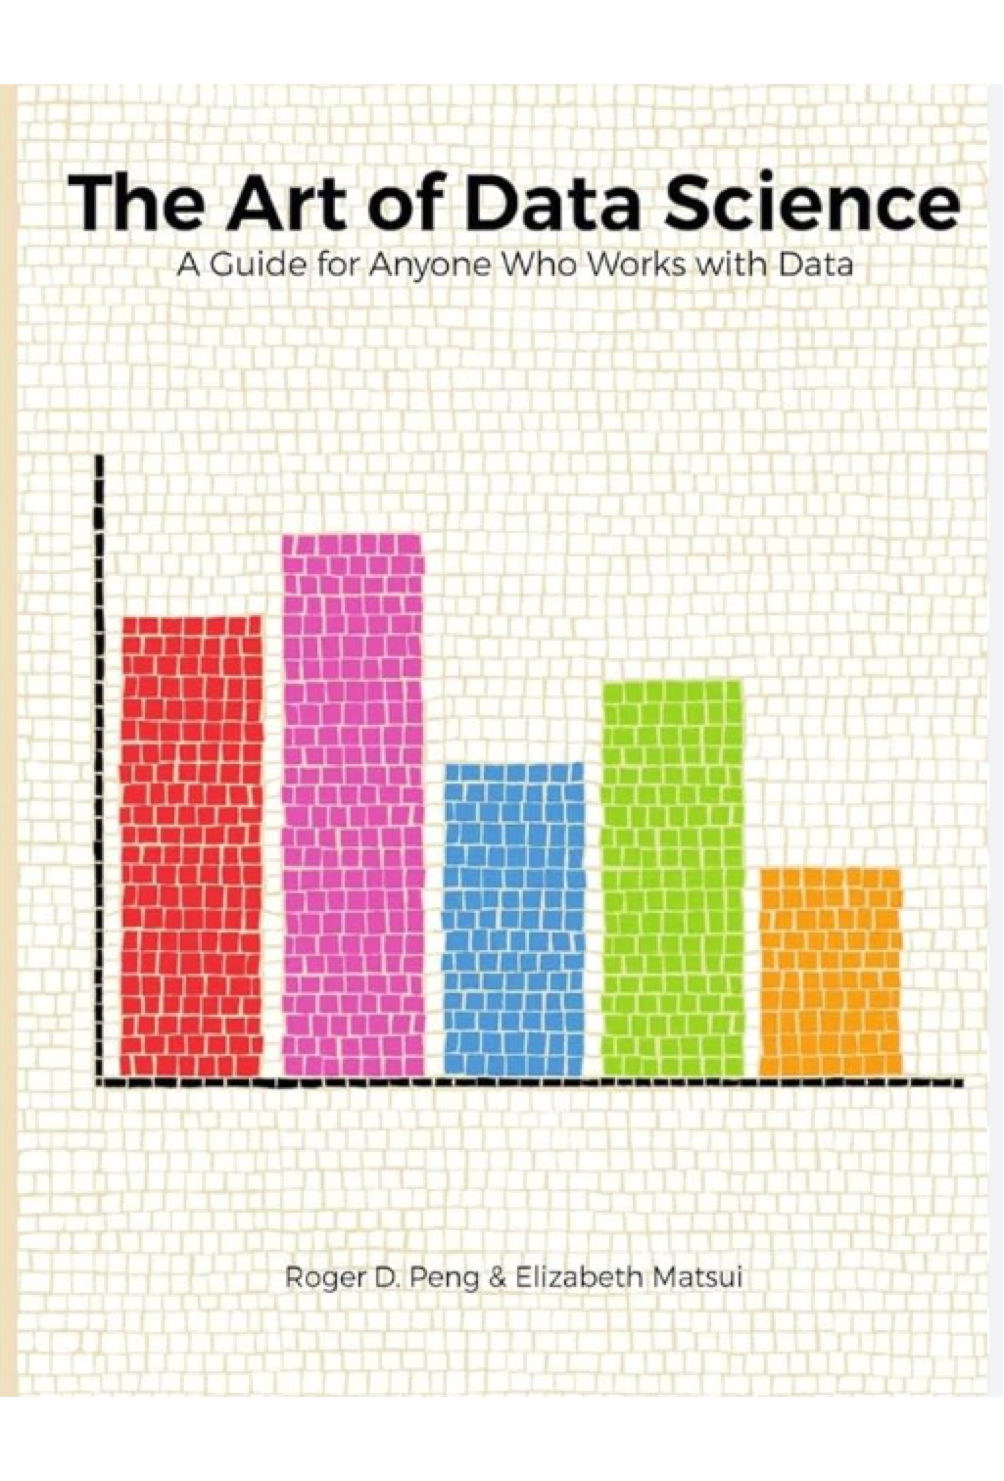 The Art of Data Science
A Guide for Anyone Who Works with Data
Roger D. Peng & Elizabeth Matsui